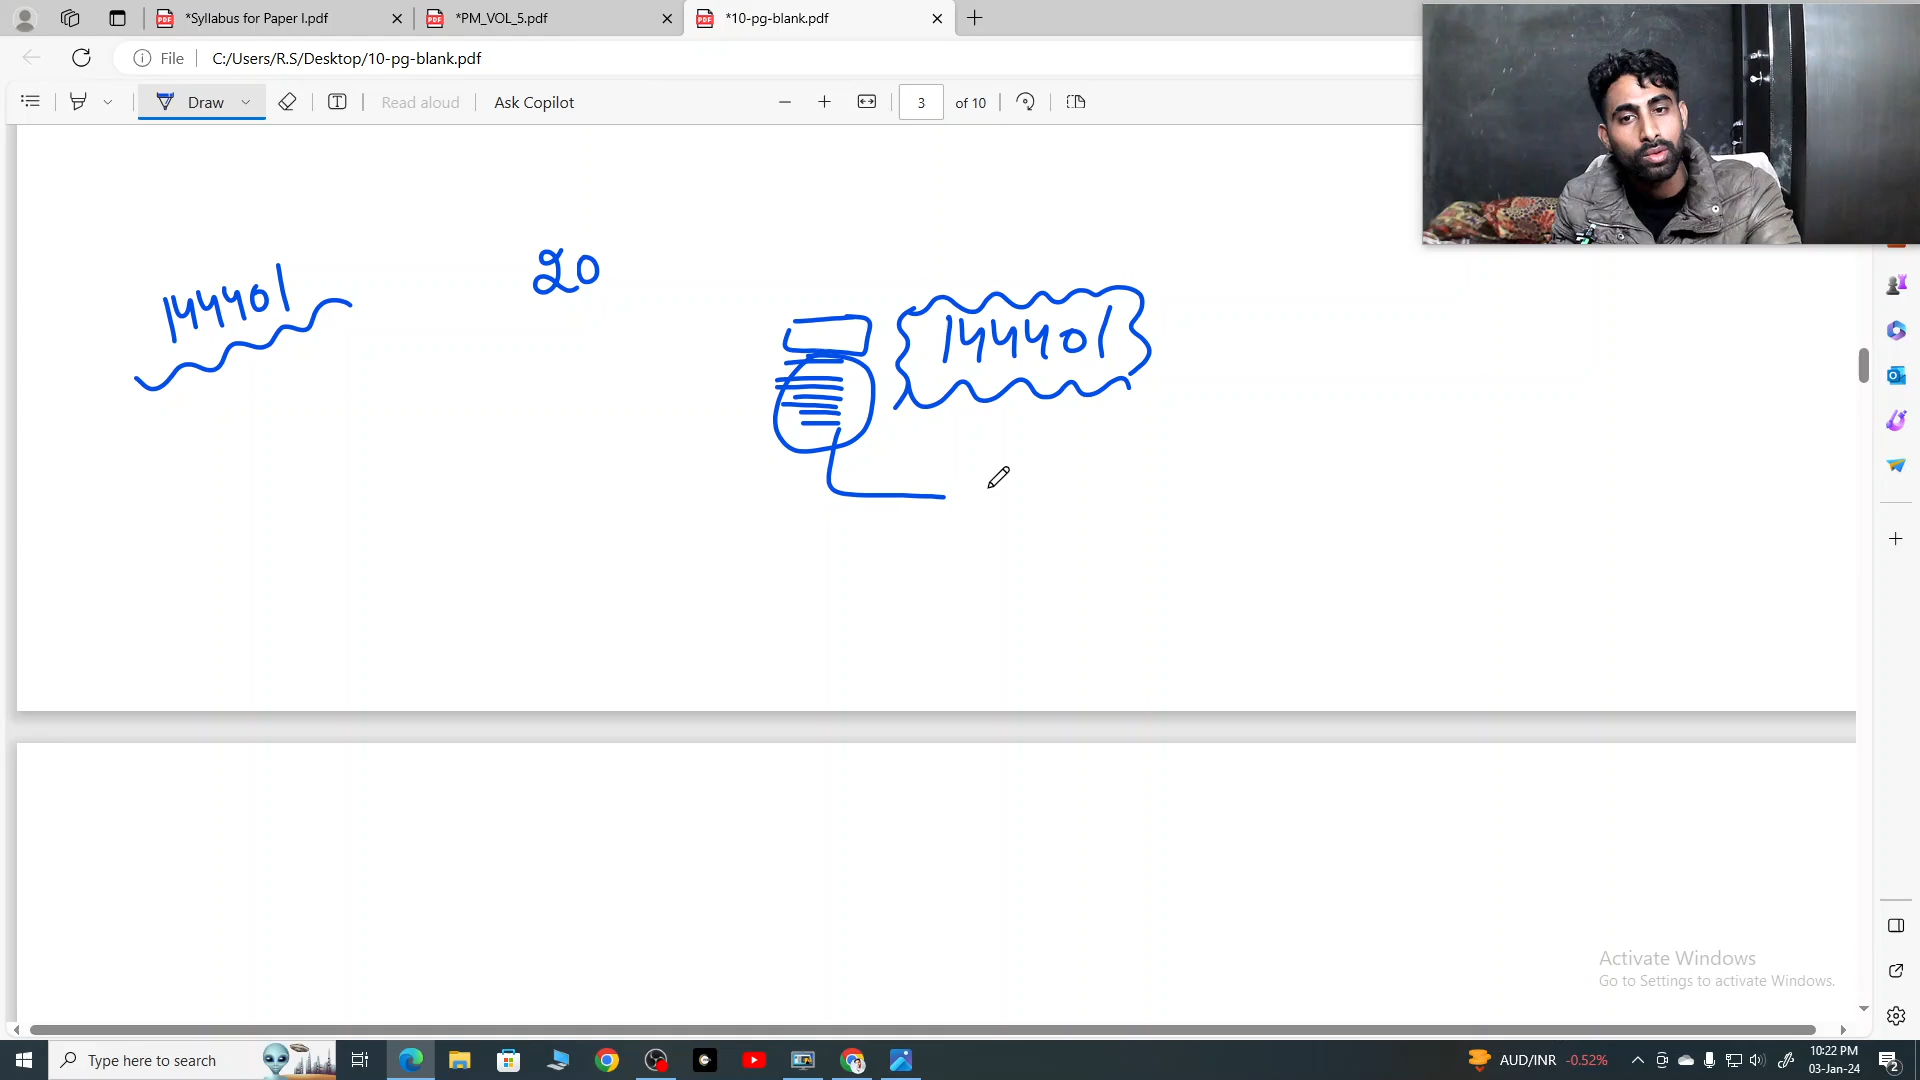 *Syllabus for Paper I.pdf
*PM_VOL_5.pdf
*10-pg-blank.pdf
File
C:/Users/R.S/Desktop/10-pg-blank.pdf
Draw
Read aloud
Ask Copilot
3
of 10
144401
20
144401
Activate Windows
Go to Settings to activate Windows.
Type here to search
AUD/INR -0.52%
10:22 PM
03-Jan-24
2